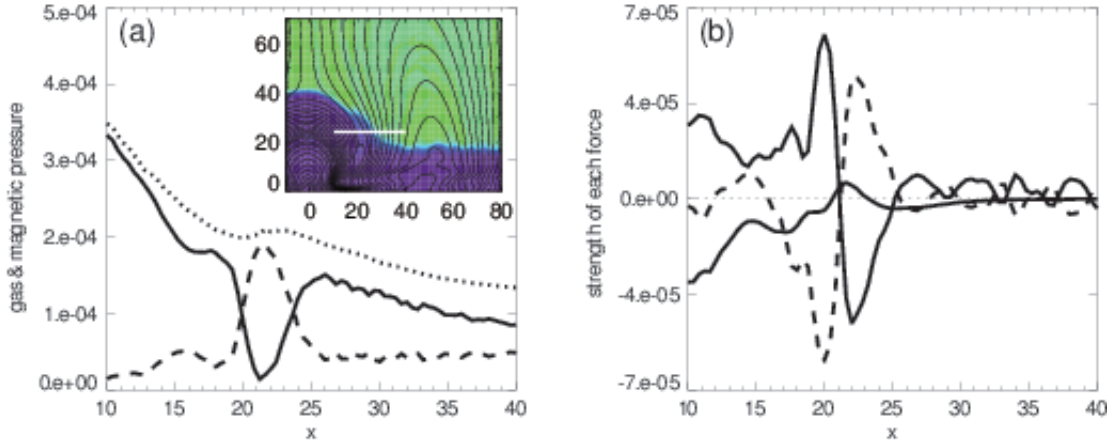 (a)
gas & magnetic pressure
5.e-04
4.e-04
3.e-04
2.e-04
1.e-04
0.e+00
10 15 20 25 30 35 40
x
60
40
20
0
0 20 40 60 80
(b)
strength of each force
7.e-05
4.e-05
0.e+00
-4.e-05
-7.e-05
10 15 20 25 30 35 40
x